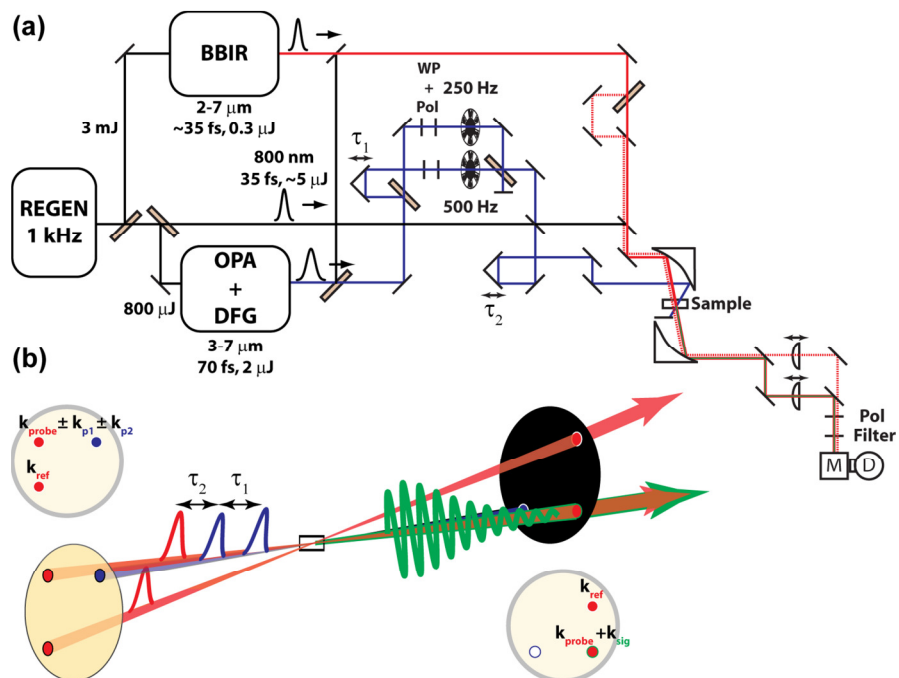 (a)
BBIR
2-7 μm
~35 fs, 0.3 μJ
3 mJ
WP
+
Pol
250 Hz
τ1
500 Hz
800 nm
35 fs, ~5 μJ
REGEN
1 kHz
OPA
+
DFG
800 μJ
3-7 μm
70 fs, 2 μJ
τ2
Sample
Pol
Filter
M
D
(b)
kprobe ± kp1 ± kp2
kref
τ2
τ1
kref
kprobe+ksig